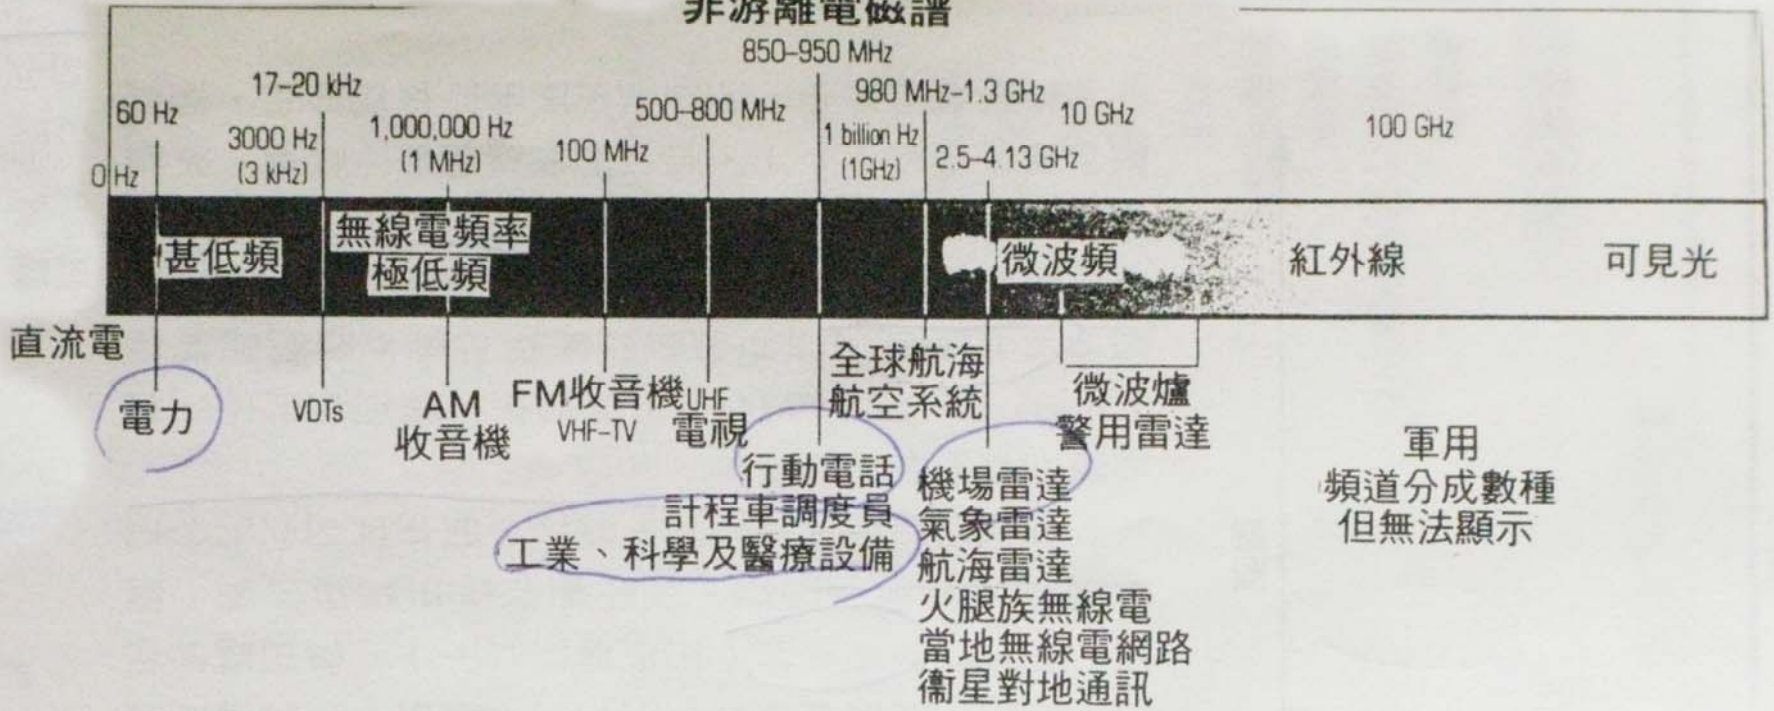 非游離電磁譜
850–950 MHz
17–20 kHz
980 MHz–1.3 GHz
60 Hz
500–800 MHz
10 GHz
1,000,000 Hz
(1 MHz)
3000 Hz
(3 kHz)
100 MHz
1 billion Hz
(1GHz)
100 GHz
2.5–4.13 GHz
0 Hz
甚低頻
無線電頻率
極低頻
微波頻
紅外線
可見光
直流電
電力
VDTs
AM
收音機
FM收音機
VHF–TV
UHF
電視
行動電話
計程車調度員
工業、科學及醫療設備
全球航海
航空系統
機場雷達
氣象雷達
航海雷達
火腿族無線電
當地無線電網路
衞星對地通訊
微波爐
警用雷達
軍用
頻道分成數種
但無法顯示